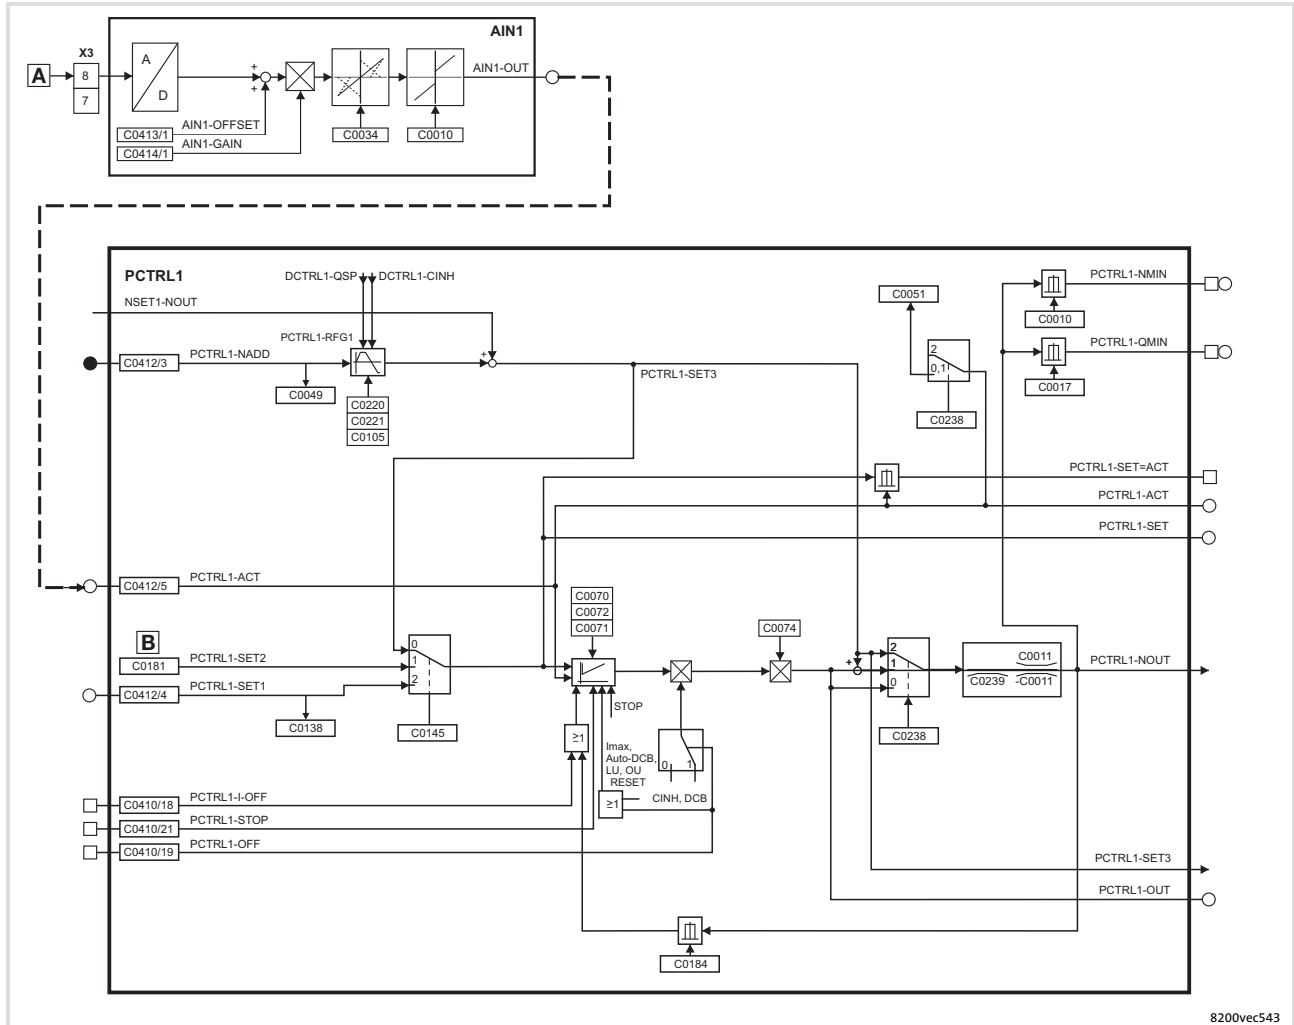 AIN1
X3
A
8
7
A
D
+
+
AIN1-OUT
C0413/1
AIN1-OFFSET
C0414/1
AIN1-GAIN
C0034
C0010
PCTRL1
DCTRL1-QSP
DCTRL1-CINH
NSET1-NOUT
PCTRL1-RFG1
C0412/3
PCTRL1-NADD
+
C0049
C0220
C0221
C0105
PCTRL1-SET3
C0051
2
0,1
C0238
PCTRL1-NMIN
C0010
PCTRL1-QMIN
C0017
PCTRL1-SET=ACT
PCTRL1-ACT
PCTRL1-SET
C0412/5
PCTRL1-ACT
B
C0181
PCTRL1-SET2
C0412/4
PCTRL1-SET1
C0138
0
1
2
C0145
C0070
C0072
C0071
C0074
STOP
≥1
Imax,
Auto-DCB,
LU, OU
RESET
≥1
CINH, DCB
0
1
+
2
1
0
C0238
C0011
C0239
-C0011
PCTRL1-NOUT
C0410/18
PCTRL1-I-OFF
C0410/21
PCTRL1-STOP
C0410/19
PCTRL1-OFF
PCTRL1-SET3
PCTRL1-OUT
C0184
8200vec543